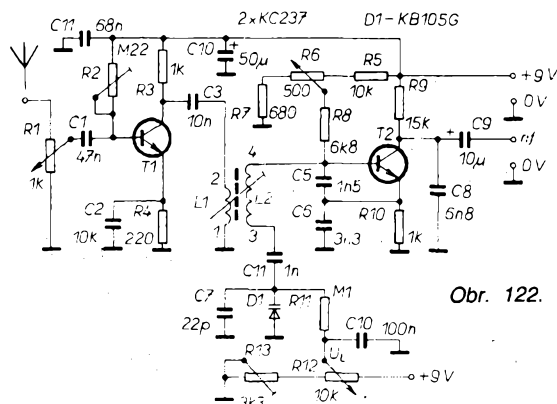 2×KC237 D1-KB105G
C11 68n
M22
R2
R3
1k
C10
50µ
+
C3
10n
R6
500
R5
10k
R7
680
R8
6k8
R9
15k
+9V
0V
nf
0V
C9
10µ
+
T2
R1
1k
C1
47n
T1
C2
10k
R4
220
2
L1
1
4
L2
3
C5
1n5
C6
3n3
R10
1k
C8
6n8
C11
1n
C7
22p
D1
R11
M1
C10
100n
UL
R13
3k3
R12
10k
+9V
Obr. 122.